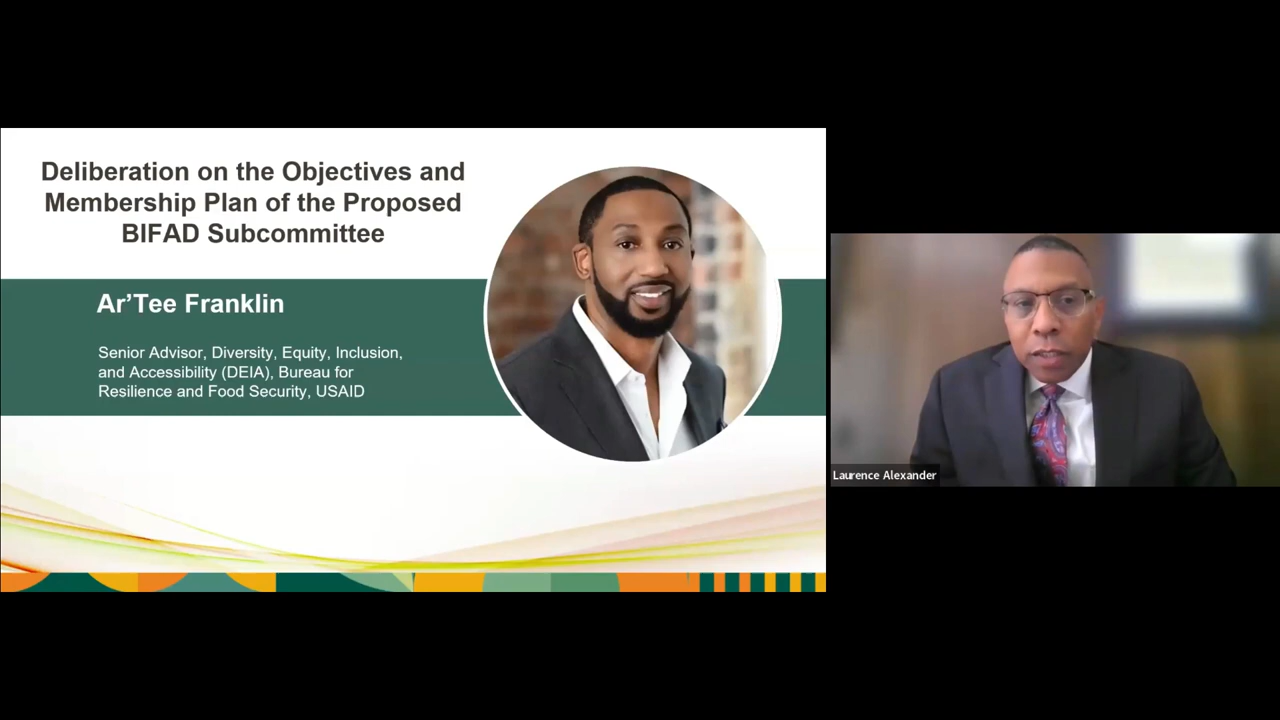 Deliberation on the Objectives and
Membership Plan of the Proposed
BIFAD Subcommittee
Ar’Tee Franklin
Senior Advisor, Diversity, Equity, Inclusion,
and Accessibility (DEIA), Bureau for
Resilience and Food Security, USAID
Laurence Alexander